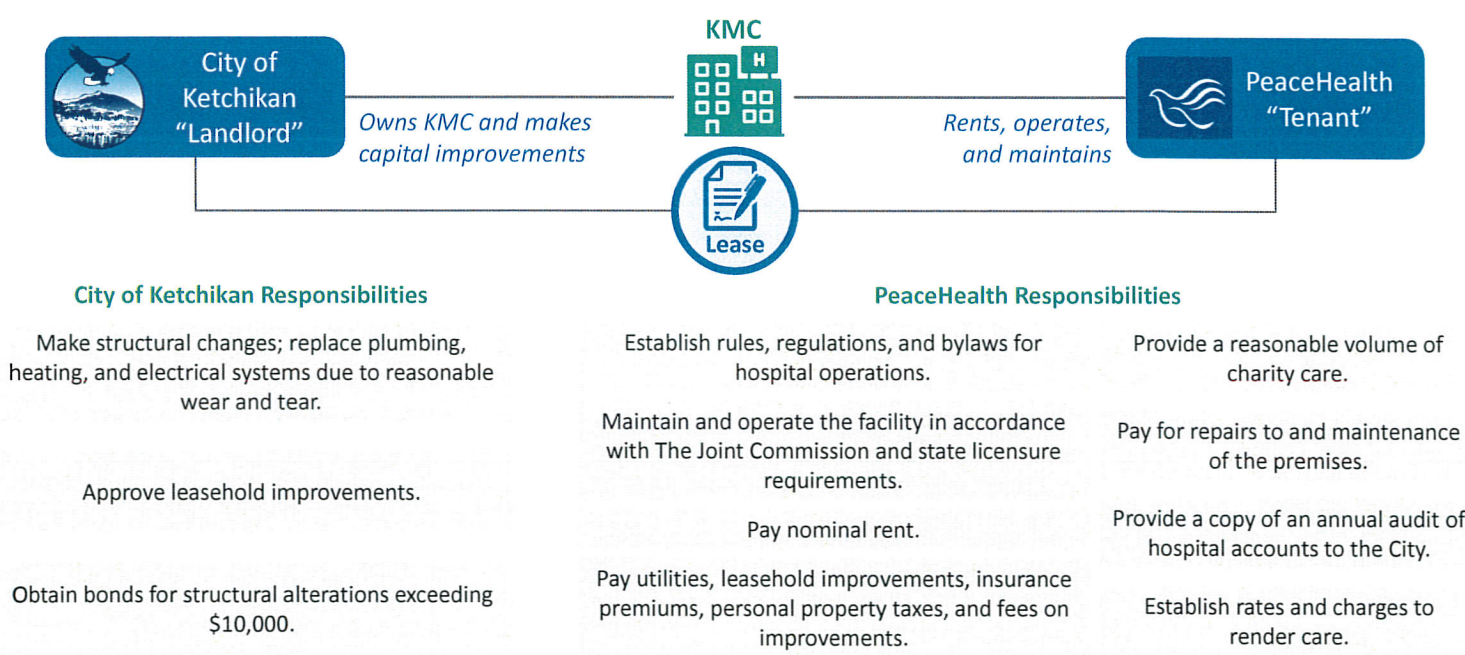 KMC
City of
Ketchikan
“Landlord”
Owns KMC and makes
capital improvements
H
Rents, operates,
and maintains
PeaceHealth
“Tenant”
Lease
City of Ketchikan Responsibilities
Make structural changes; replace plumbing,
heating, and electrical systems due to reasonable
wear and tear.
Approve leasehold improvements.
Obtain bonds for structural alterations exceeding
$10,000.
PeaceHealth Responsibilities
Establish rules, regulations, and bylaws for
hospital operations.
Maintain and operate the facility in accordance
with The Joint Commission and state licensure
requirements.
Pay nominal rent.
Pay utilities, leasehold improvements, insurance
premiums, personal property taxes, and fees on
improvements.
Provide a reasonable volume of
charity care.
Pay for repairs to and maintenance
of the premises.
Provide a copy of an annual audit of
hospital accounts to the City.
Establish rates and charges to
render care.